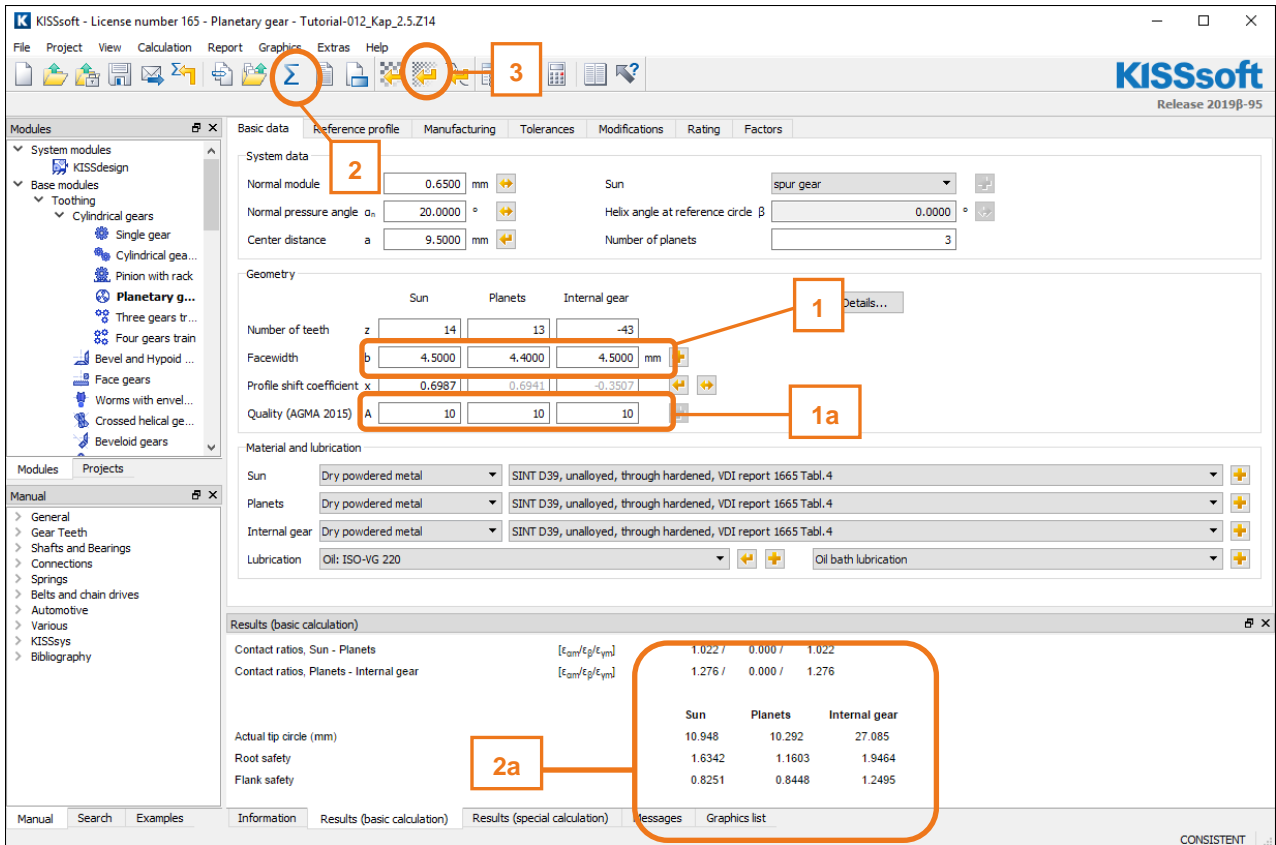 KISSsoft - License number 165 - Planetary gear - Tutorial-012_Kap_2.5.Z14
File Project View Calculation Report Graphics Extras Help
3
KISSsoft
Release 2019β-95
Modules
System modules
KISSdesign
Base modules
Toothing
Cylindrical gears
Single gear
Cylindrical gea...
Pinion with rack
Planetary g...
Three gears tr...
Four gears train
Bevel and Hypoid ...
Face gears
Worms with envel...
Crossed helical ge...
Beveloid gears
Modules Projects
Manual
General
Gear Teeth
Shafts and Bearings
Connections
Springs
Belts and chain drives
Automotive
Various
KISSsys
Bibliography
Manual Search Examples
Basic data Reference profile Manufacturing Tolerances Modifications Rating Factors
2
System data
Normal module 0.6500 mm Sun spur gear
Normal pressure angle αn 20.0000 ° Helix angle at reference circle β 0.0000 °
Center distance a 9.5000 mm Number of planets 3
Geometry
Sun Planets Internal gear Details...
1
Number of teeth z 14 13 -43
Facewidth b 4.5000 4.4000 4.5000 mm
Profile shift coefficient x 0.6987 0.6941 -0.3507
Quality (AGMA 2015) A 10 10 10
1a
Material and lubrication
Sun Dry powdered metal SINT D39, unalloyed, through hardened, VDI report 1665 Tabl.4
Planets Dry powdered metal SINT D39, unalloyed, through hardened, VDI report 1665 Tabl.4
Internal gear Dry powdered metal SINT D39, unalloyed, through hardened, VDI report 1665 Tabl.4
Lubrication Oil: ISO-VG 220 Oil bath lubrication
Results (basic calculation)
Contact ratios, Sun - Planets [εαm/εβ/εγm] 1.022 / 0.000 / 1.022
Contact ratios, Planets - Internal gear [εαm/εβ/εγm] 1.276 / 0.000 / 1.276
Sun Planets Internal gear
Actual tip circle (mm) 10.948 10.292 27.085
Root safety 1.6342 1.1603 1.9464
2a
Flank safety 0.8251 0.8448 1.2495
Information Results (basic calculation) Results (special calculation) Messages Graphics list
CONSISTENT